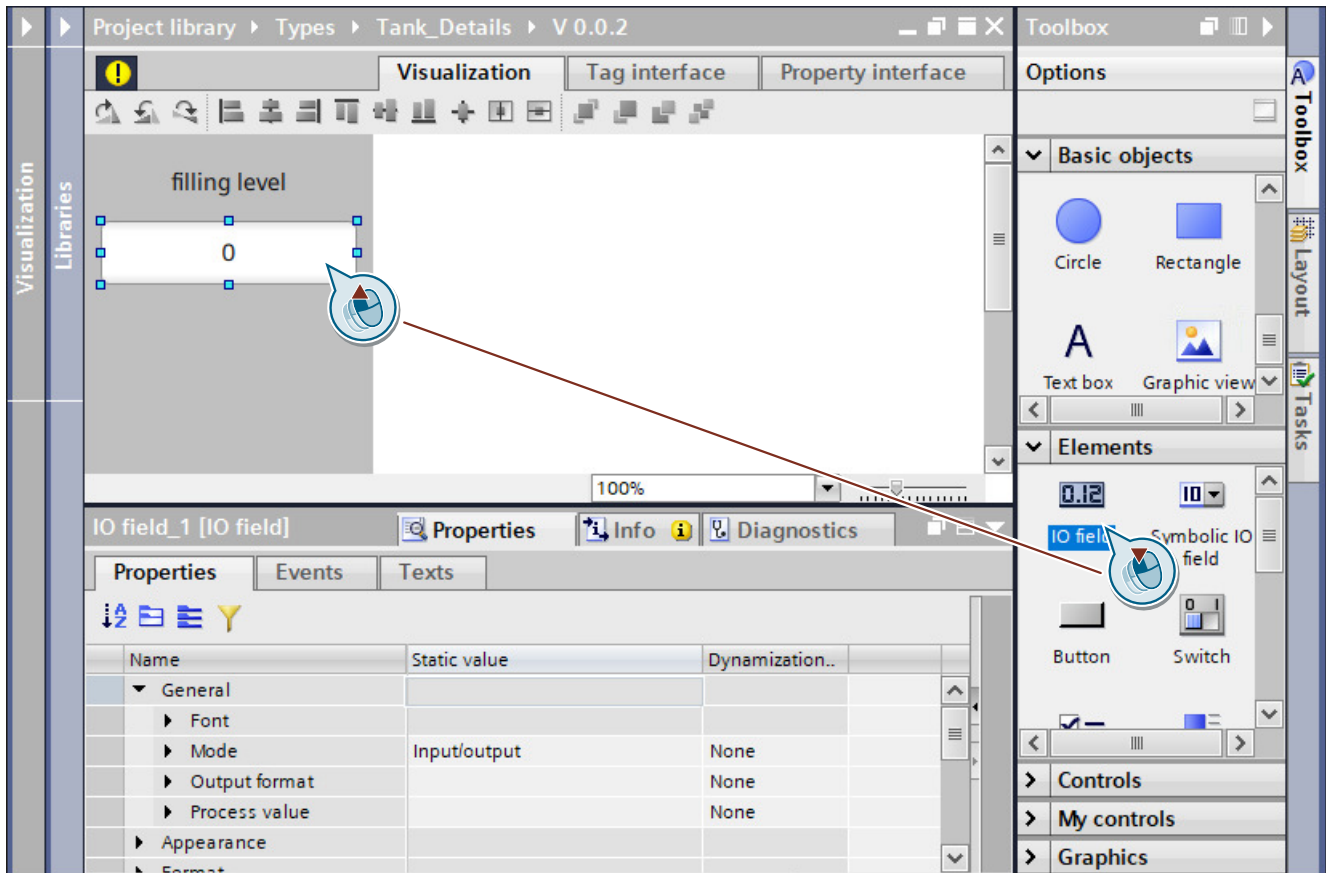 Project library ▸ Types ▸ Tank_Details ▸ V 0.0.2
Visualization Tag interface Property interface
filling level
0
100%
Visualization
Libraries
IO field_1 [IO field] Properties Info Diagnostics
Properties Events Texts
Name Static value Dynamization..
General
Font
Mode Input/output None
Output format None
Process value None
Appearance
Format
Toolbox
Options
Basic objects
Circle Rectangle
A
Text box Graphic view
Elements
0.12 10
IO field Symbolic IO
field
0 I
Button Switch
Controls
My controls
Graphics
Toolbox
Layout
Tasks